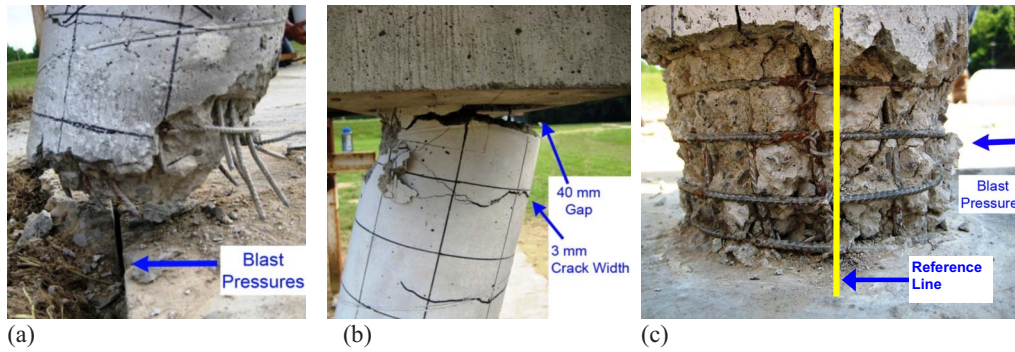 Blast
Pressures
(a)
40 mm
Gap
3 mm
Crack Width
(b)
Blast
Pressure
Reference
Line
(c)